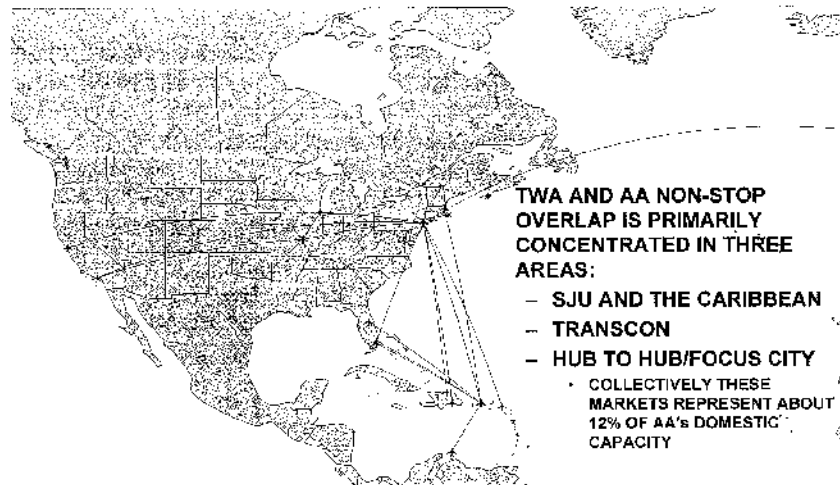 TWA AND AA NON-STOP
OVERLAP IS PRIMARILY
CONCENTRATED IN THREE
AREAS:
– SJU AND THE CARIBBEAN
– TRANSCON
– HUB TO HUB/FOCUS CITY
• COLLECTIVELY THESE
MARKETS REPRESENT ABOUT
12% OF AA's DOMESTIC
CAPACITY